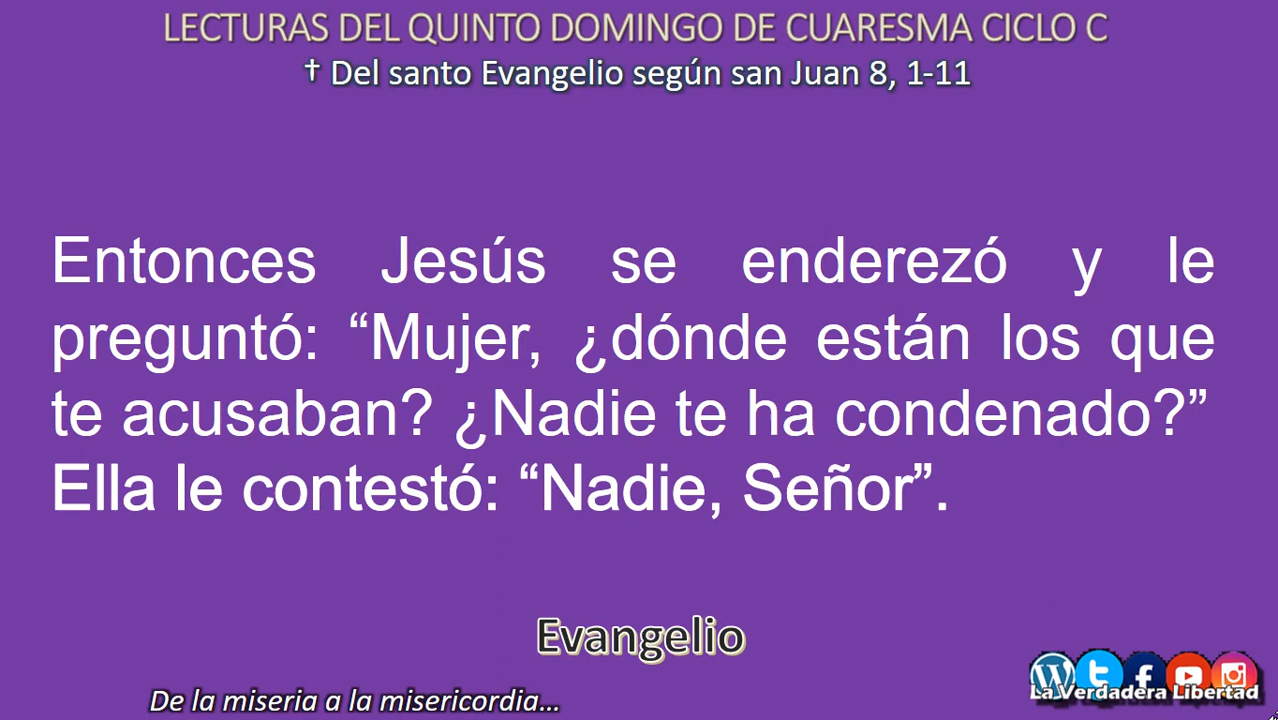 LECTURAS DEL QUINTO DOMINGO DE CUARESMA CICLO C
† Del santo Evangelio según san Juan 8, 1-11
Entonces Jesús se enderezó y le
preguntó: “Mujer, ¿dónde están los que
te acusaban? ¿Nadie te ha condenado?”
Ella le contestó: “Nadie, Señor”.
Evangelio
La Verdadera Libertad
De la miseria a la misericordia...